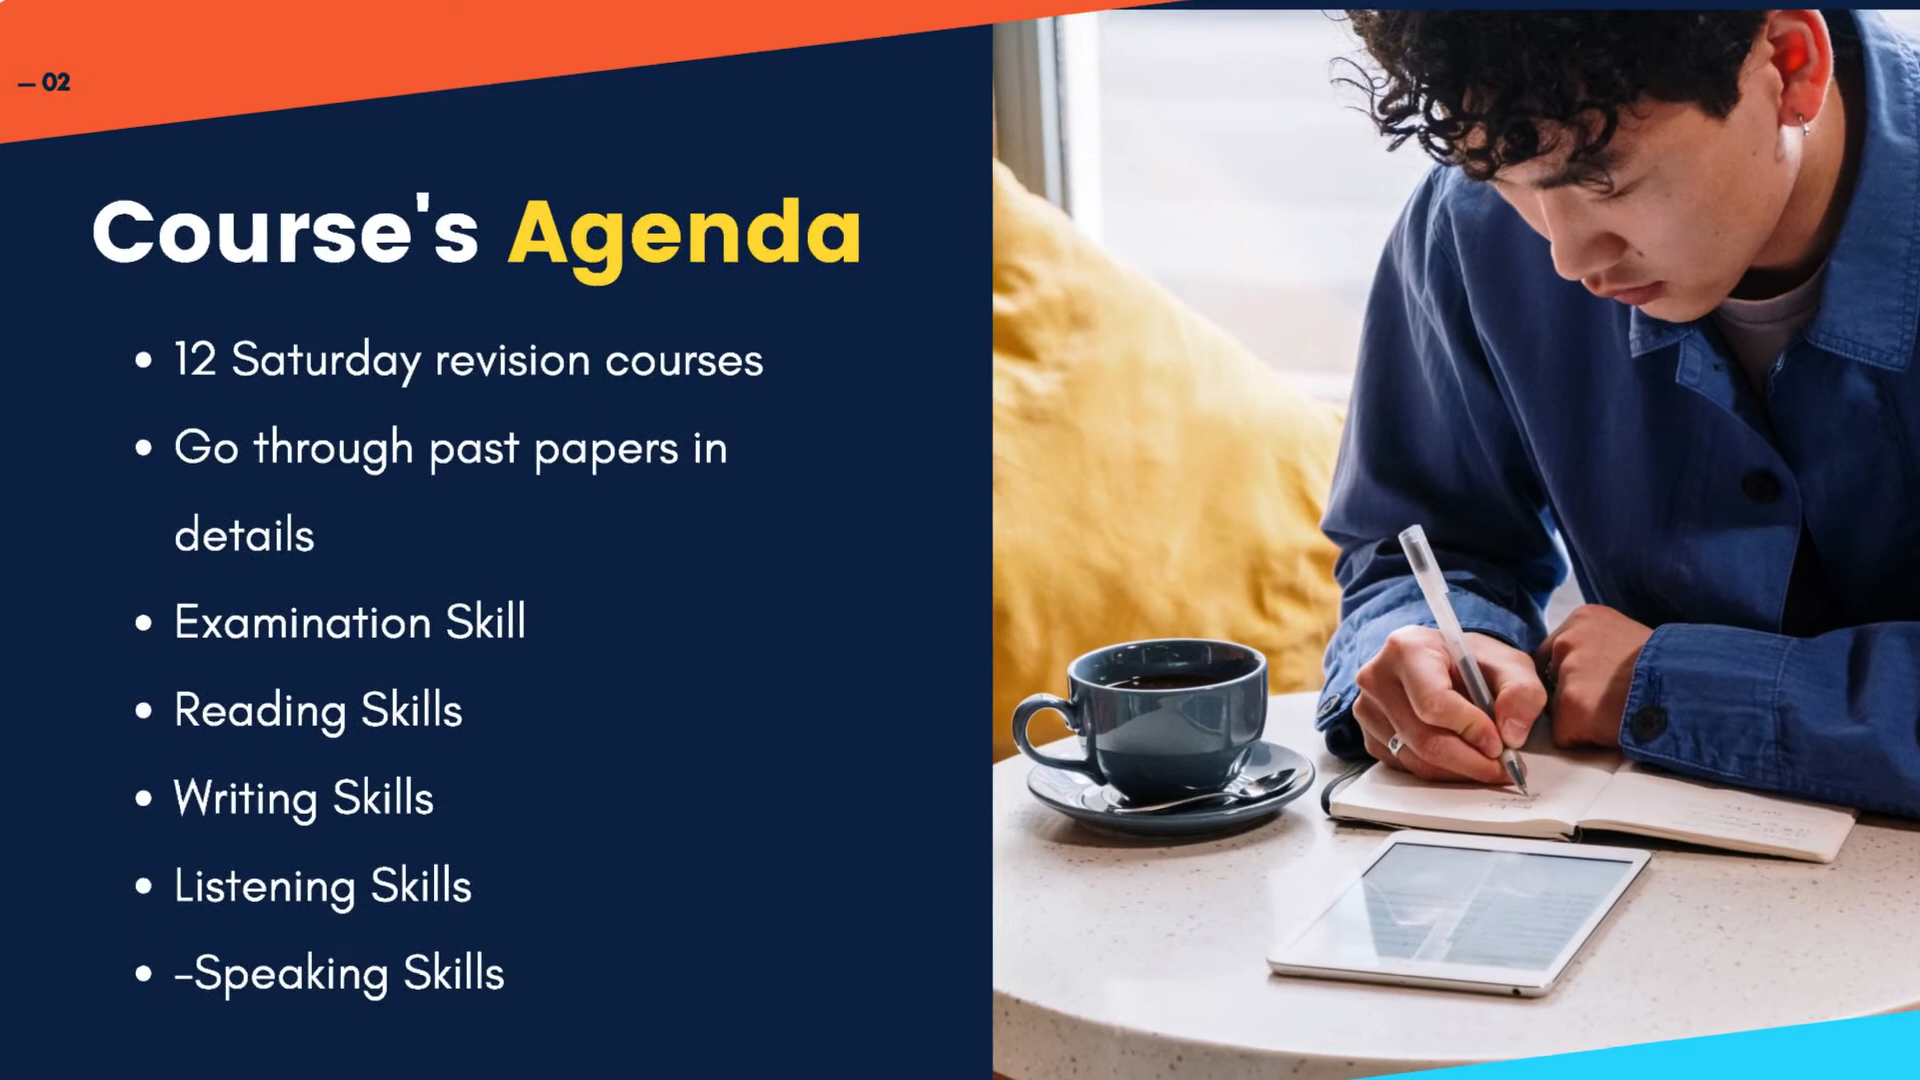 — 02
Course's Agenda
• 12 Saturday revision courses
• Go through past papers in
details
• Examination Skill
• Reading Skills
• Writing Skills
• Listening Skills
• -Speaking Skills